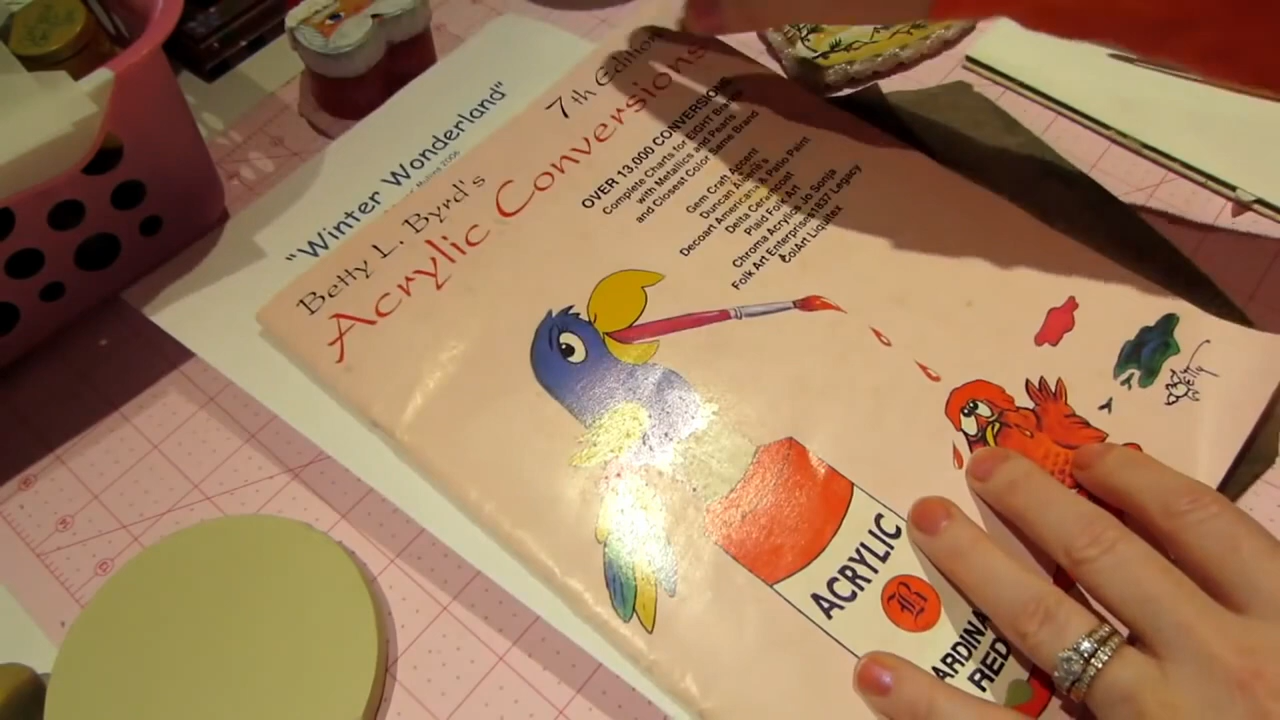 "Winter Wonderland"
7th Edition
Betty L. Byrd's
Acrylic Conversions
OVER 13,000 CONVERSIONS
Complete Charts for EIGHT Brands
with Metallics and Pearls
and Closest Color Same Brand
Gem Craft Accent
Duncan Aleene's
Decoart Americana & Patio Paint
Delta Ceramcoat
Plaid Folk Art
Chroma Acrylics Jo Sonja
Folk Art Enterprises 1837 Legacy
ColArt Liquitex
ACRYLIC
B
ARDINA
RED
Betty